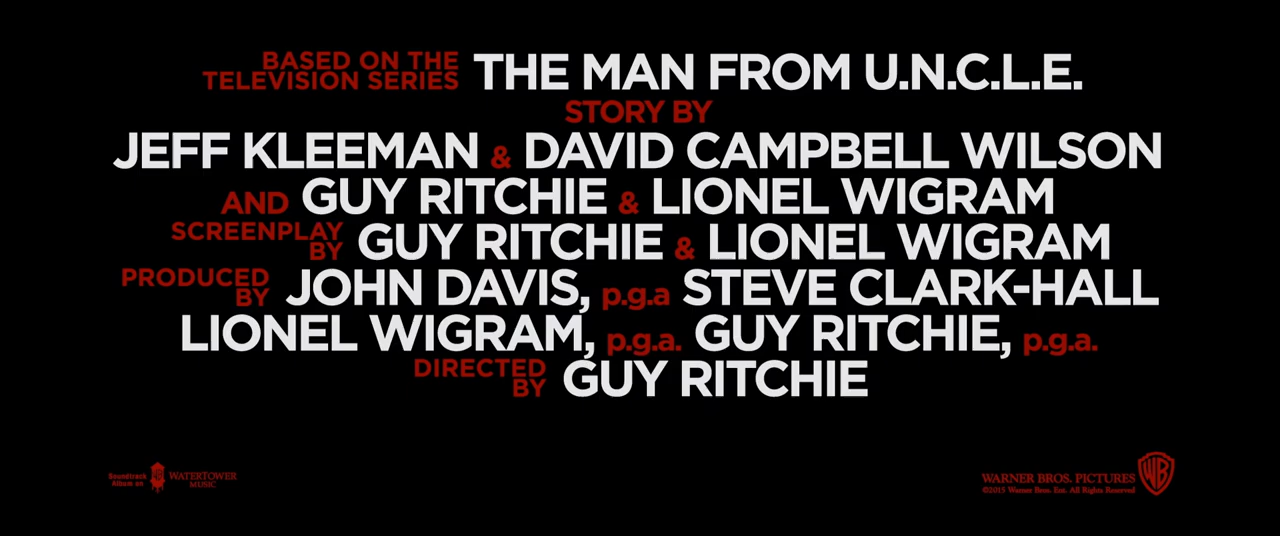 BASED ON THE
TELEVISION SERIES THE MAN FROM U.N.C.L.E.
STORY BY
JEFF KLEEMAN & DAVID CAMPBELL WILSON
AND GUY RITCHIE & LIONEL WIGRAM
SCREENPLAY BY GUY RITCHIE & LIONEL WIGRAM
PRODUCED BY JOHN DAVIS, p.g.a STEVE CLARK-HALL
LIONEL WIGRAM, p.g.a. GUY RITCHIE, p.g.a.
DIRECTED BY GUY RITCHIE
Soundtrack
Album on
WATERTOWER
MUSIC
WARNER BROS. PICTURES
©2015 Warner Bros. Ent. All Rights Reserved
WB